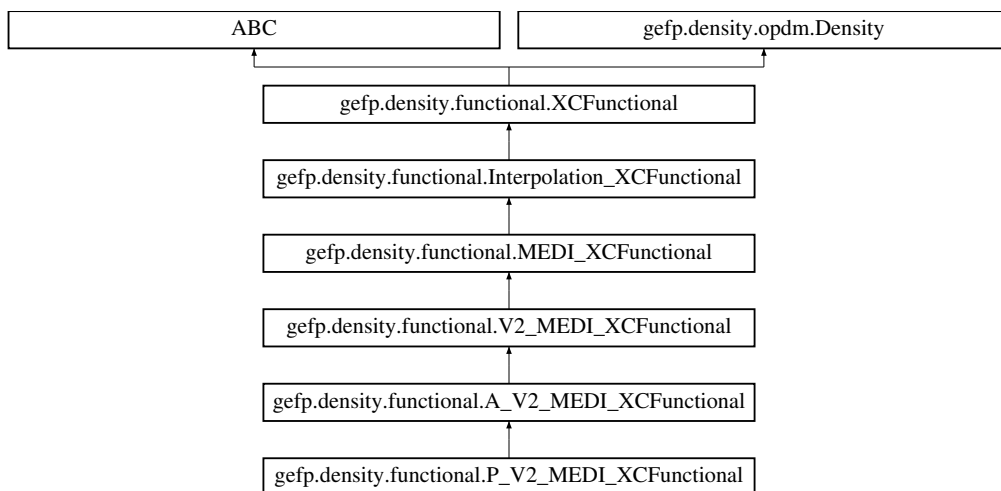 ABC
gefp.density.opdm.Density
gefp.density.functional.XCFunctional
gefp.density.functional.Interpolation_XCFunctional
gefp.density.functional.MEDI_XCFunctional
gefp.density.functional.V2_MEDI_XCFunctional
gefp.density.functional.A_V2_MEDI_XCFunctional
gefp.density.functional.P_V2_MEDI_XCFunctional